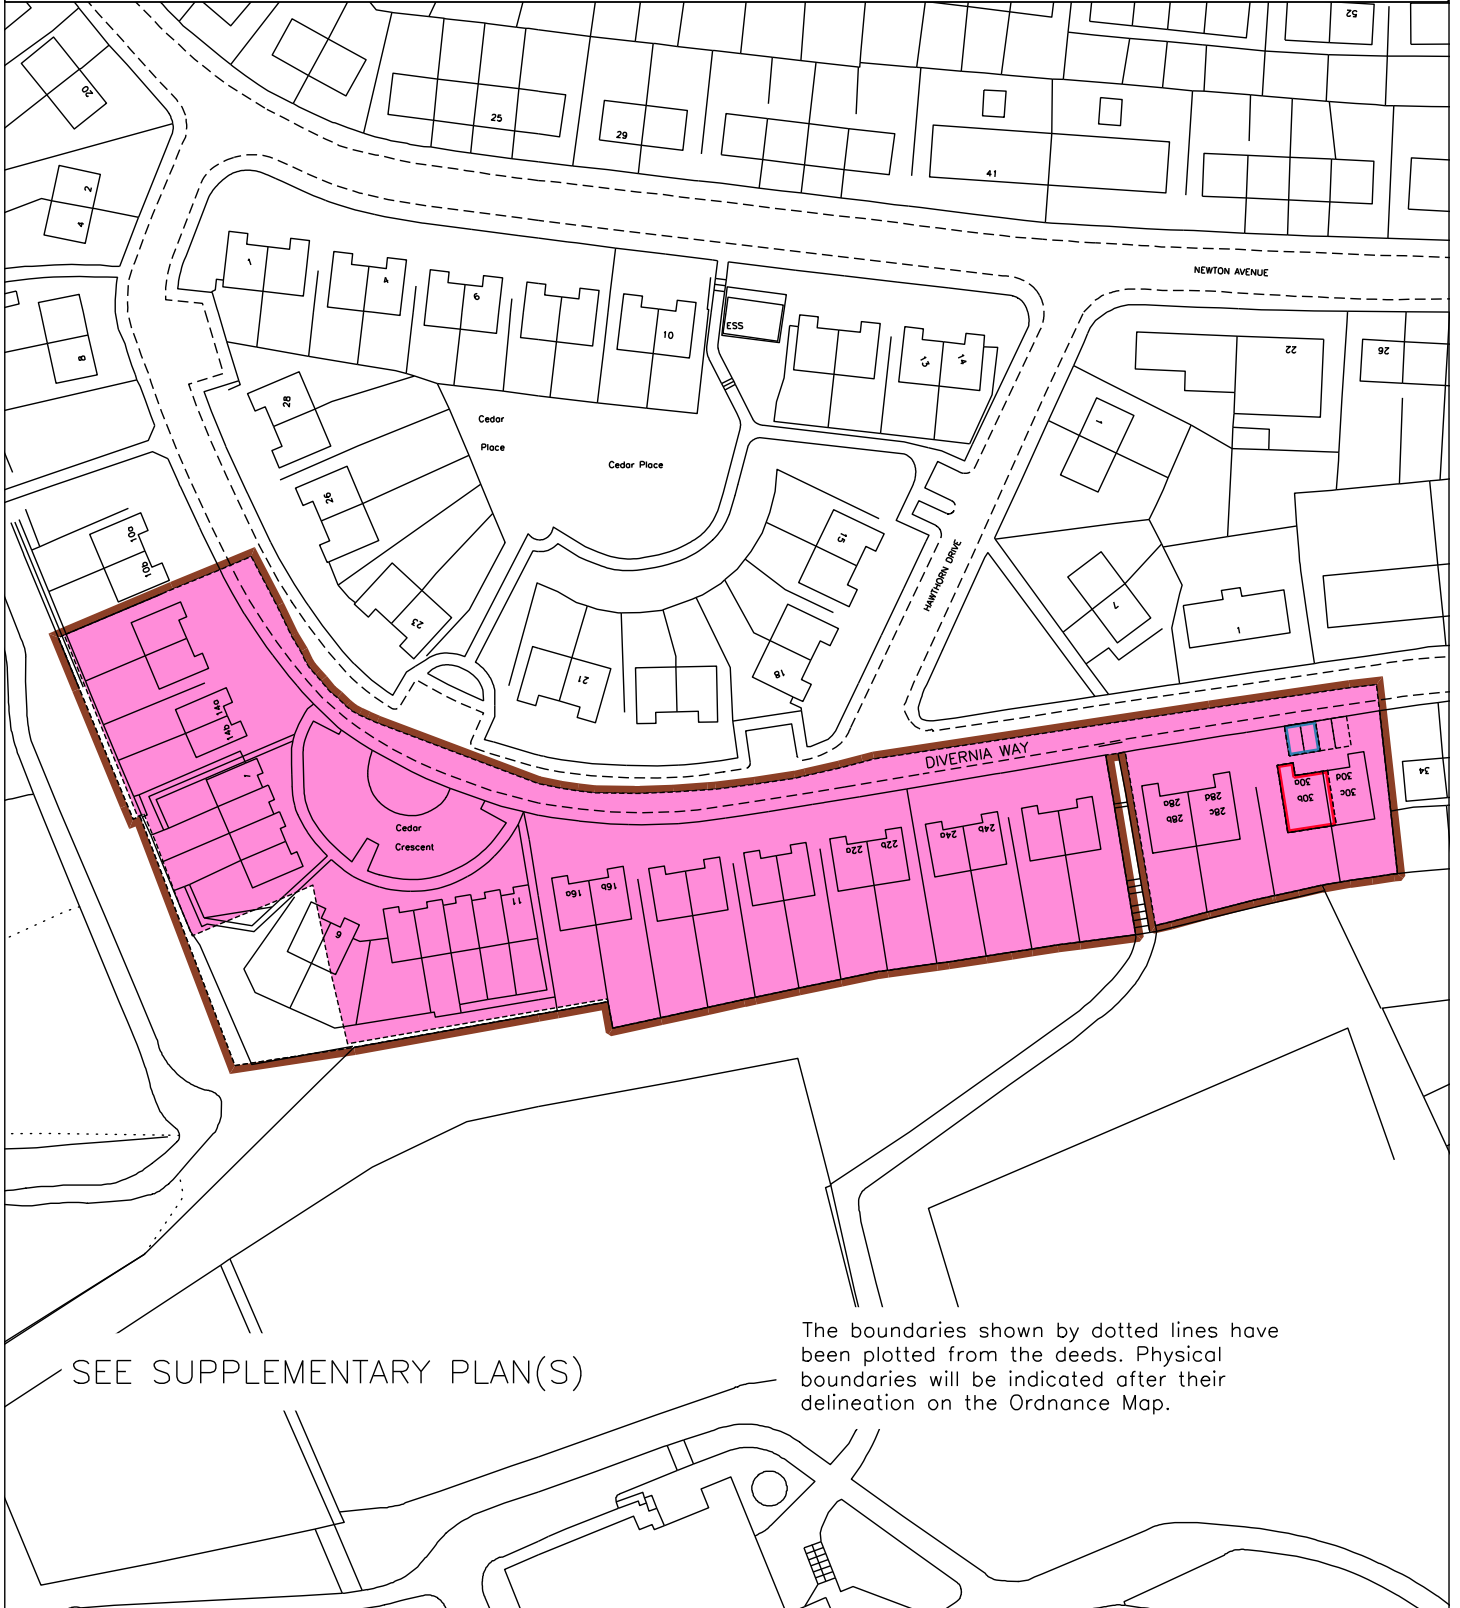 52
20
25
29
41
2
4
NEWTON AVENUE
1
4
6
10
ESS
13
14
22
26
8
28
Cedar
Place
Cedar Place
1
26
15
HAWTHORN DRIVE
10a
10b
23
7
1
21
18
14a
14b
DIVERNIA WAY
34
1
Cedar
Crescent
30a
30b
30d
30c
28a
28b
28d
28c
22a
22b
24a
24b
16a
16b
11
9
The boundaries shown by dotted lines have
been plotted from the deeds. Physical
boundaries will be indicated after their
delineation on the Ordnance Map.
SEE SUPPLEMENTARY PLAN(S)